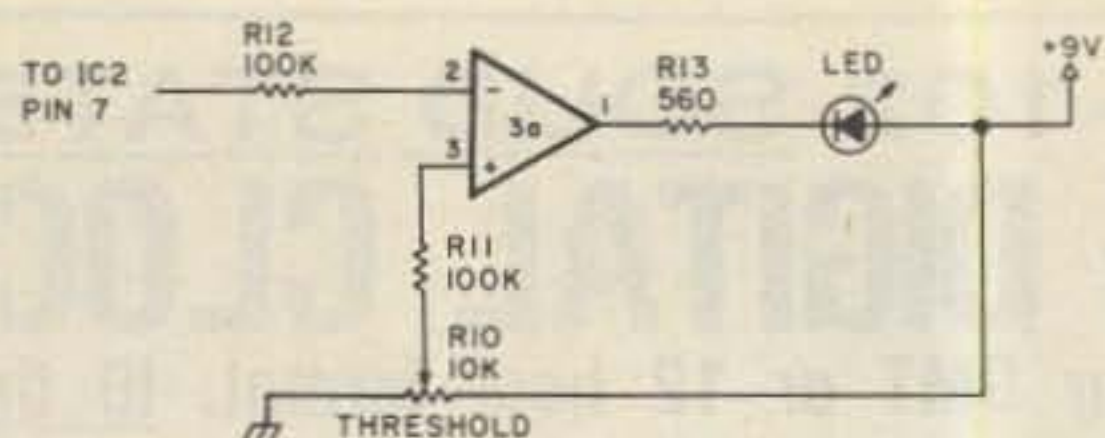 R12
100K
TO IC2
PIN 7
2
-
3
+
3a
1
R13
560
LED
+9V
R11
100K
R10
10K
THRESHOLD